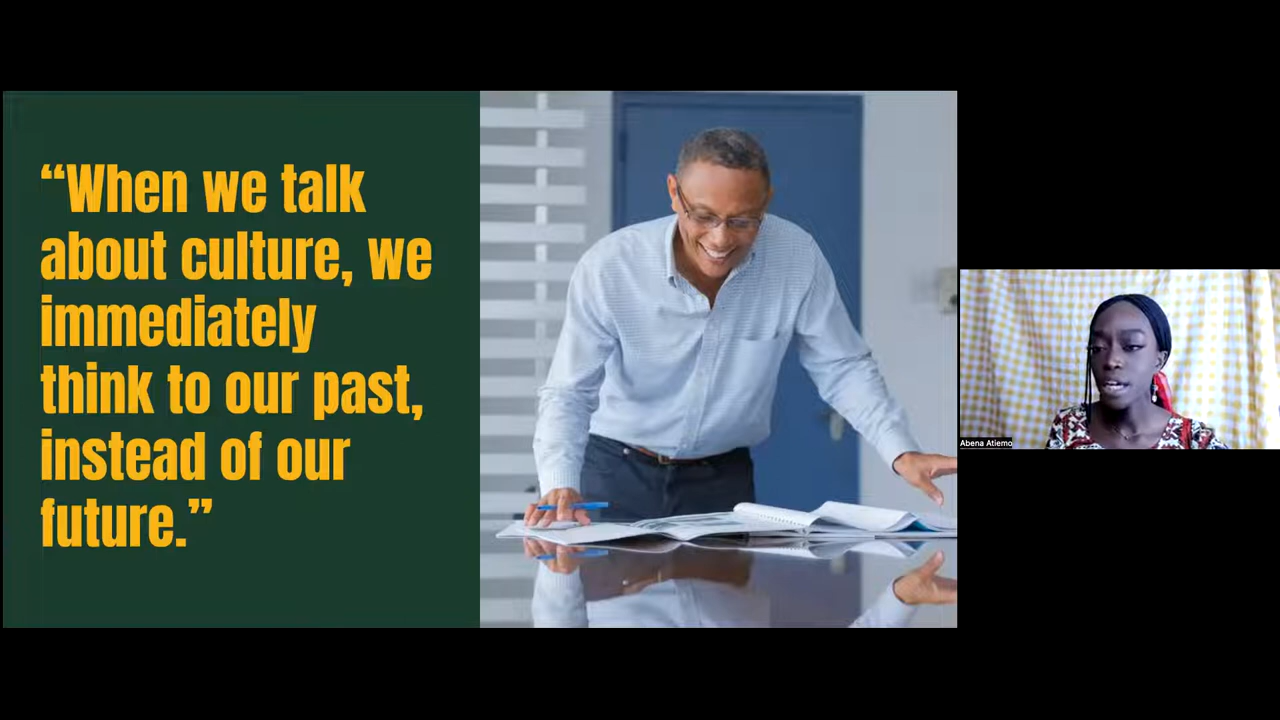 “When we talk
about culture, we
immediately
think to our past,
instead of our
future.”
Abena Atiemo